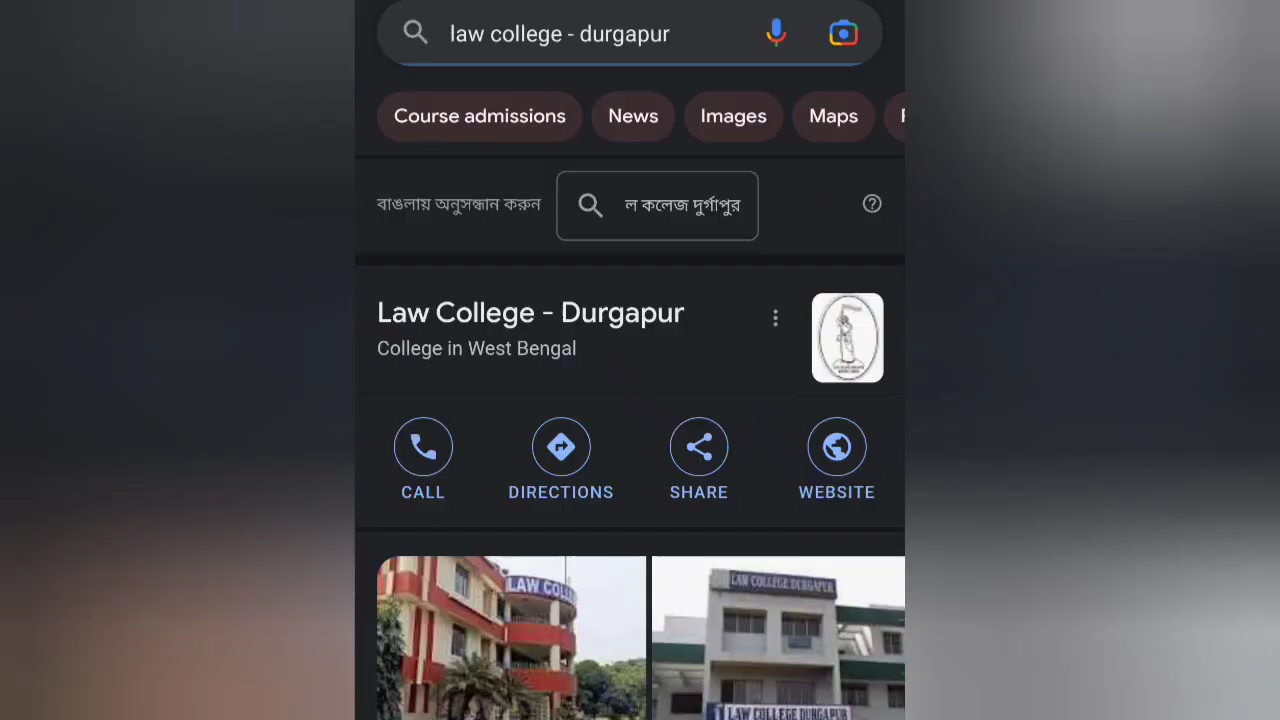 law college - durgapur
Course admissions
News
Images
Maps
বাঙলায় অনুসন্ধান করুন
ল কলেজ দুর্গাপুর
Law College - Durgapur
College in West Bengal
CALL
DIRECTIONS
SHARE
WEBSITE
LAW COLL
LAW COLLEGE DURGAPUR
LAW COLLEGE DURGAPUR